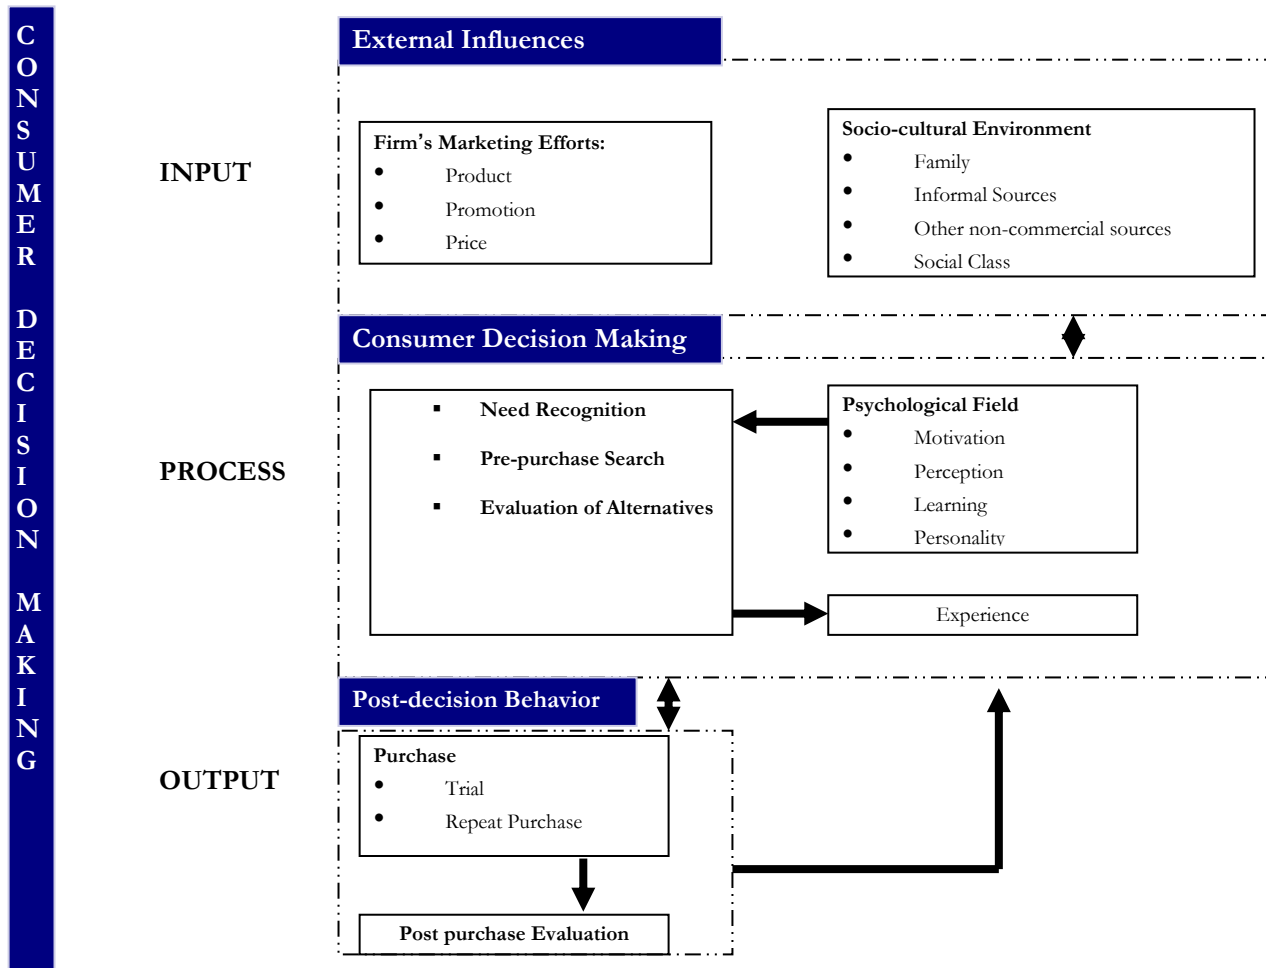 CONSUMER DECISION MAKING
External Influences
INPUT
Firm’s Marketing Efforts:
• Product
• Promotion
• Price
Socio-cultural Environment
• Family
• Informal Sources
• Other non-commercial sources
• Social Class
Consumer Decision Making
PROCESS
▪ Need Recognition
▪ Pre-purchase Search
▪ Evaluation of Alternatives
Psychological Field
• Motivation
• Perception
• Learning
• Personality
Experience
Post-decision Behavior
OUTPUT
Purchase
• Trial
• Repeat Purchase
Post purchase Evaluation